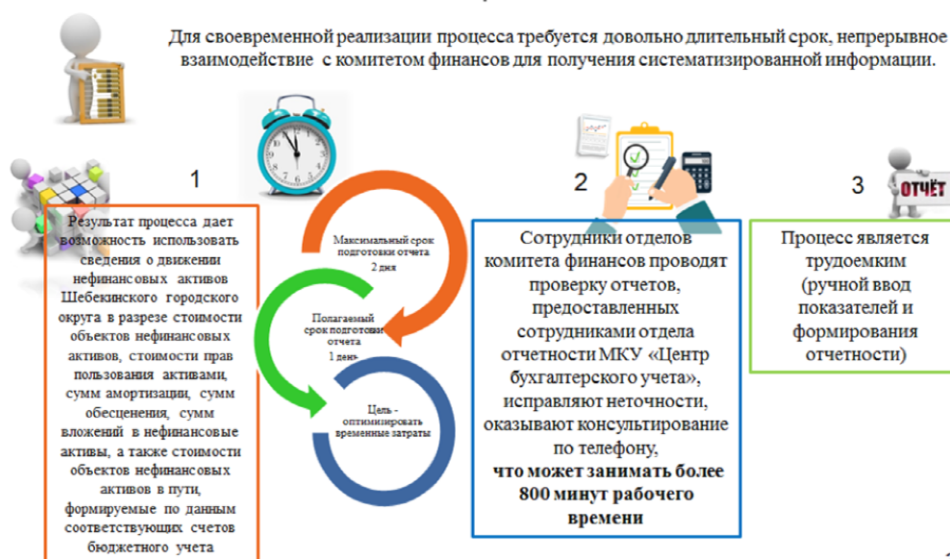 Для своевременной реализации процесса требуется довольно длительный срок, непрерывное
взаимодействие с комитетом финансов для получения систематизированной информации.
1
Результат процесса дает
возможность использовать
сведения о движении
нефинансовых активов
Шебекинского городского
округа в разрезе стоимости
объектов нефинансовых
активов, стоимости прав
пользования активами,
сумм амортизации, сумм
обесценения, сумм
вложений в нефинансовые
активы, а также стоимости
объектов нефинансовых
активов в пути,
формируемые по данным
соответствующих счетов
бюджетного учета
Максимальный срок
подготовки отчета
2 дня
Полагаемый
срок подготовки
отчета
1 день
Цель -
оптимизировать
временные затраты
2
Сотрудники отделов
комитета финансов проводят
проверку отчетов,
предоставленных
сотрудниками отдела
отчетности МКУ «Центр
бухгалтерского учета»,
исправляют неточности,
оказывают консультирование
по телефону,
что может занимать более
800 минут рабочего
времени
3
ОТЧЁТ
Процесс является
трудоемким
(ручной ввод
показателей и
формирования
отчетности)